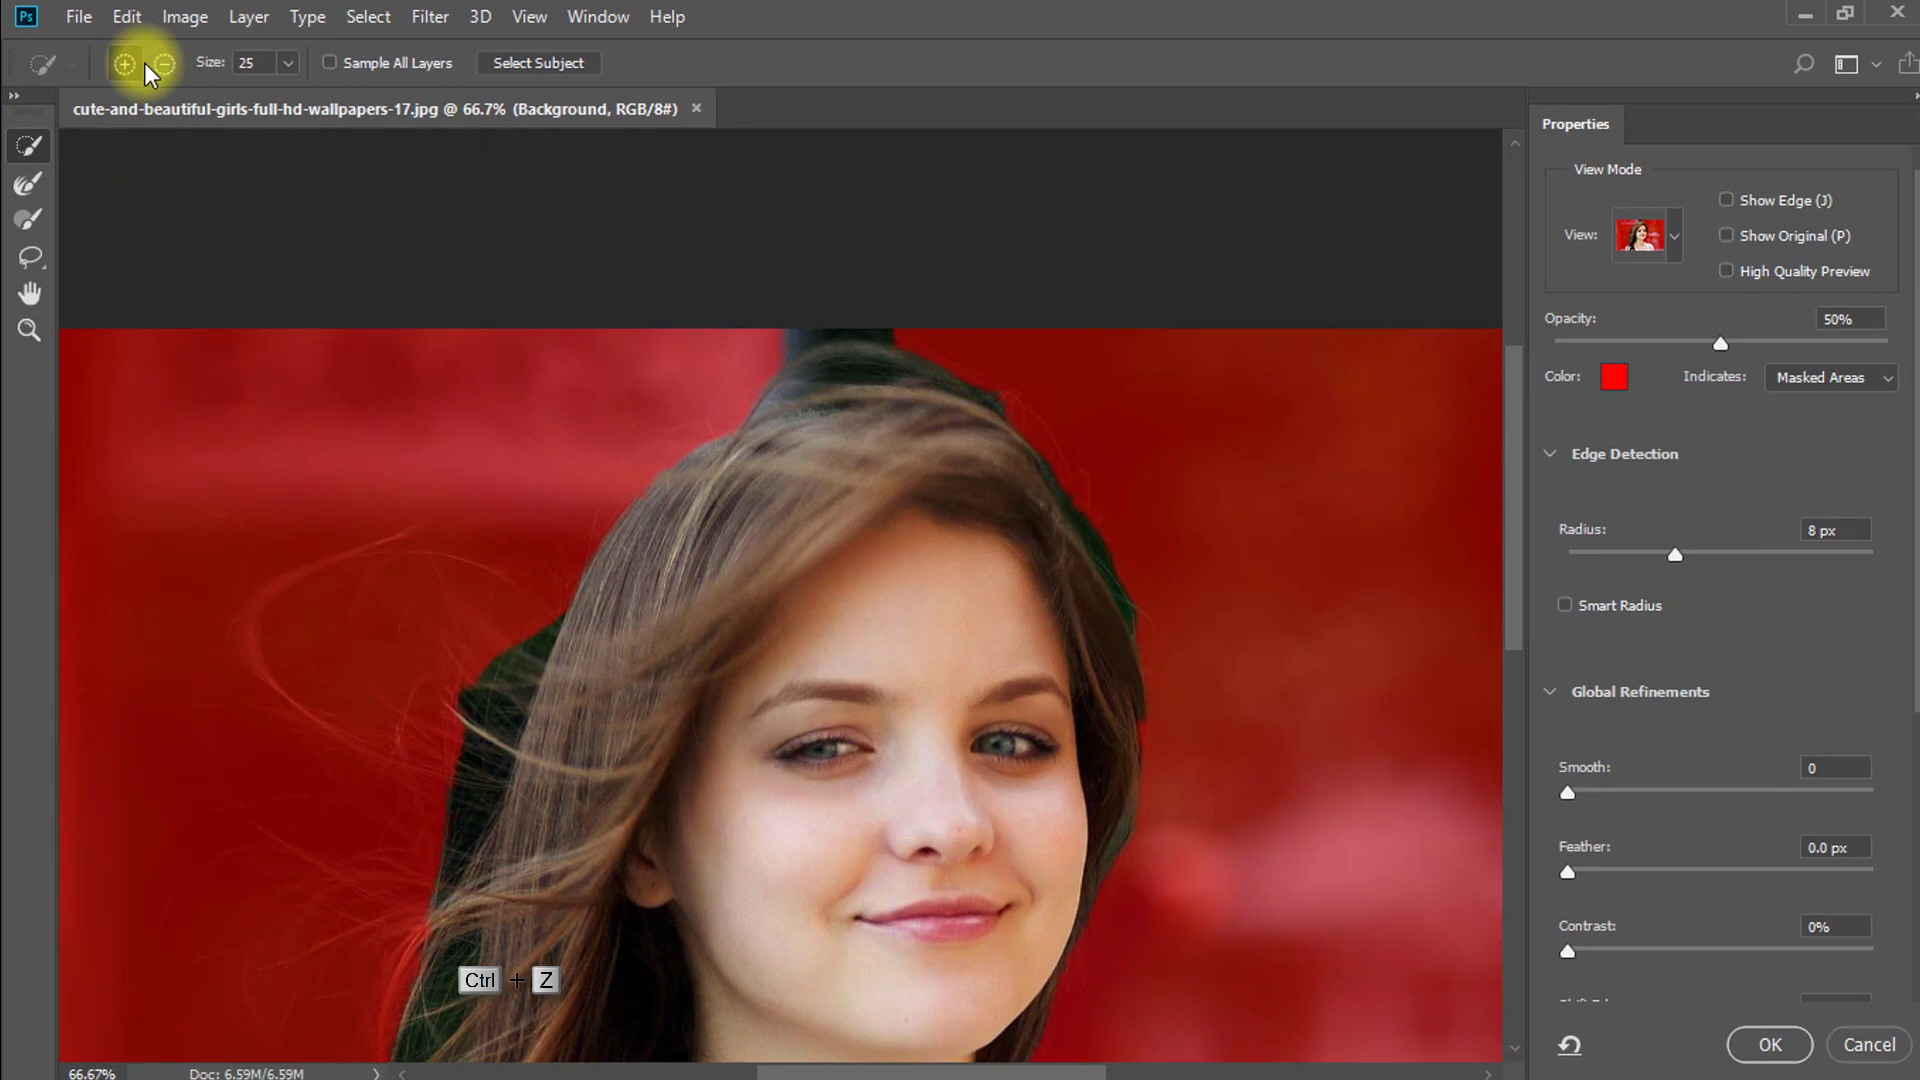 Ps File Edit Image Layer Type Select Filter 3D View Window Help
Size: 25 Sample All Layers Select Subject
cute-and-beautiful-girls-full-hd-wallpapers-17.jpg @ 66.7% (Background, RGB/8#)
Properties
View Mode
Show Edge (J)
View: Show Original (P)
High Quality Preview
Opacity: 50%
Color: Indicates: Masked Areas
Edge Detection
Radius: 8 px
Smart Radius
Global Refinements
Smooth: 0
Feather: 0.0 px
Contrast: 0%
Ctrl + Z
OK Cancel
66.67% Doc: 6.59M/6.59M